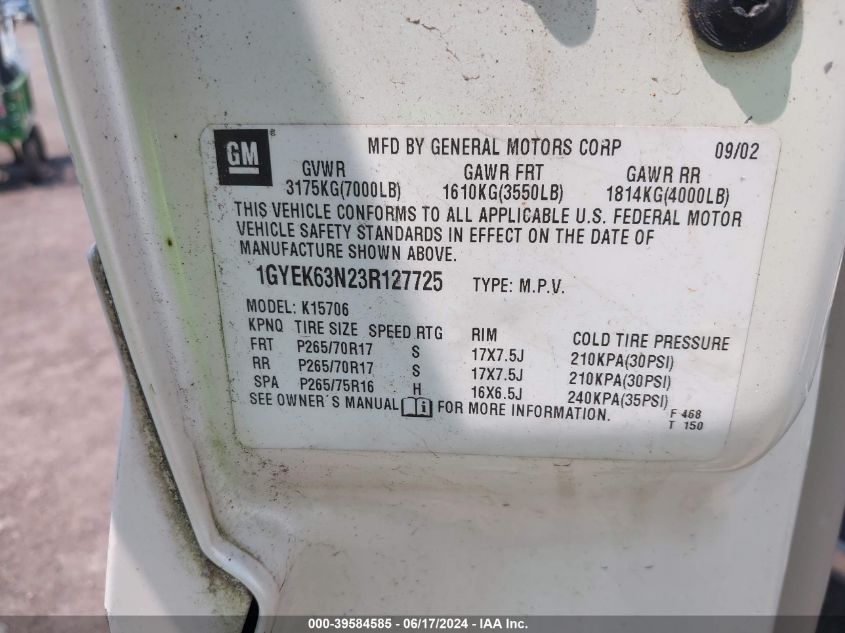 GM ® MFD BY GENERAL MOTORS CORP 09/02
GVWR GAWR FRT GAWR RR
3175KG(7000LB) 1610KG(3550LB) 1814KG(4000LB)
THIS VEHICLE CONFORMS TO ALL APPLICABLE U.S. FEDERAL MOTOR
VEHICLE SAFETY STANDARDS IN EFFECT ON THE DATE OF
MANUFACTURE SHOWN ABOVE.
1GYEK63N23R127725 TYPE: M.P.V.
MODEL: K15706
KPNQ TIRE SIZE SPEED RTG RIM COLD TIRE PRESSURE
FRT P265/70R17 S 17X7.5J 210KPA(30PSI)
RR P265/70R17 S 17X7.5J 210KPA(30PSI)
SPA P265/75R16 H 16X6.5J 240KPA(35PSI)
SEE OWNER'S MANUAL FOR MORE INFORMATION.
F 468
T 150
000-39584585 - 06/17/2024 - IAA Inc.